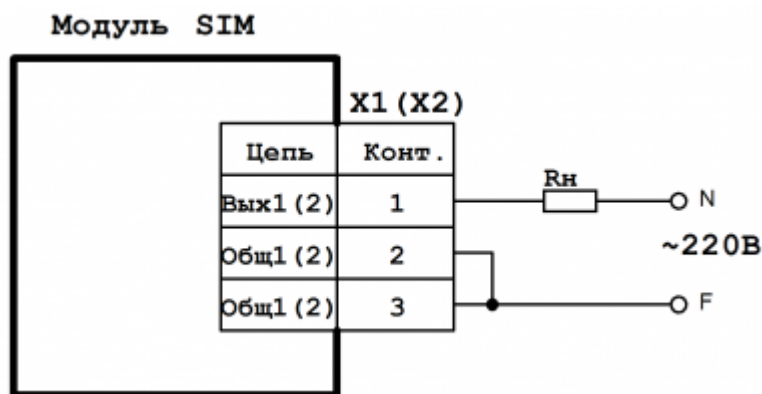 Модуль SIM
X1(X2)
Цепь Конт.
Rн
Вых1(2) 1 N
Общ1(2) 2 ~220В
Общ1(2) 3 F